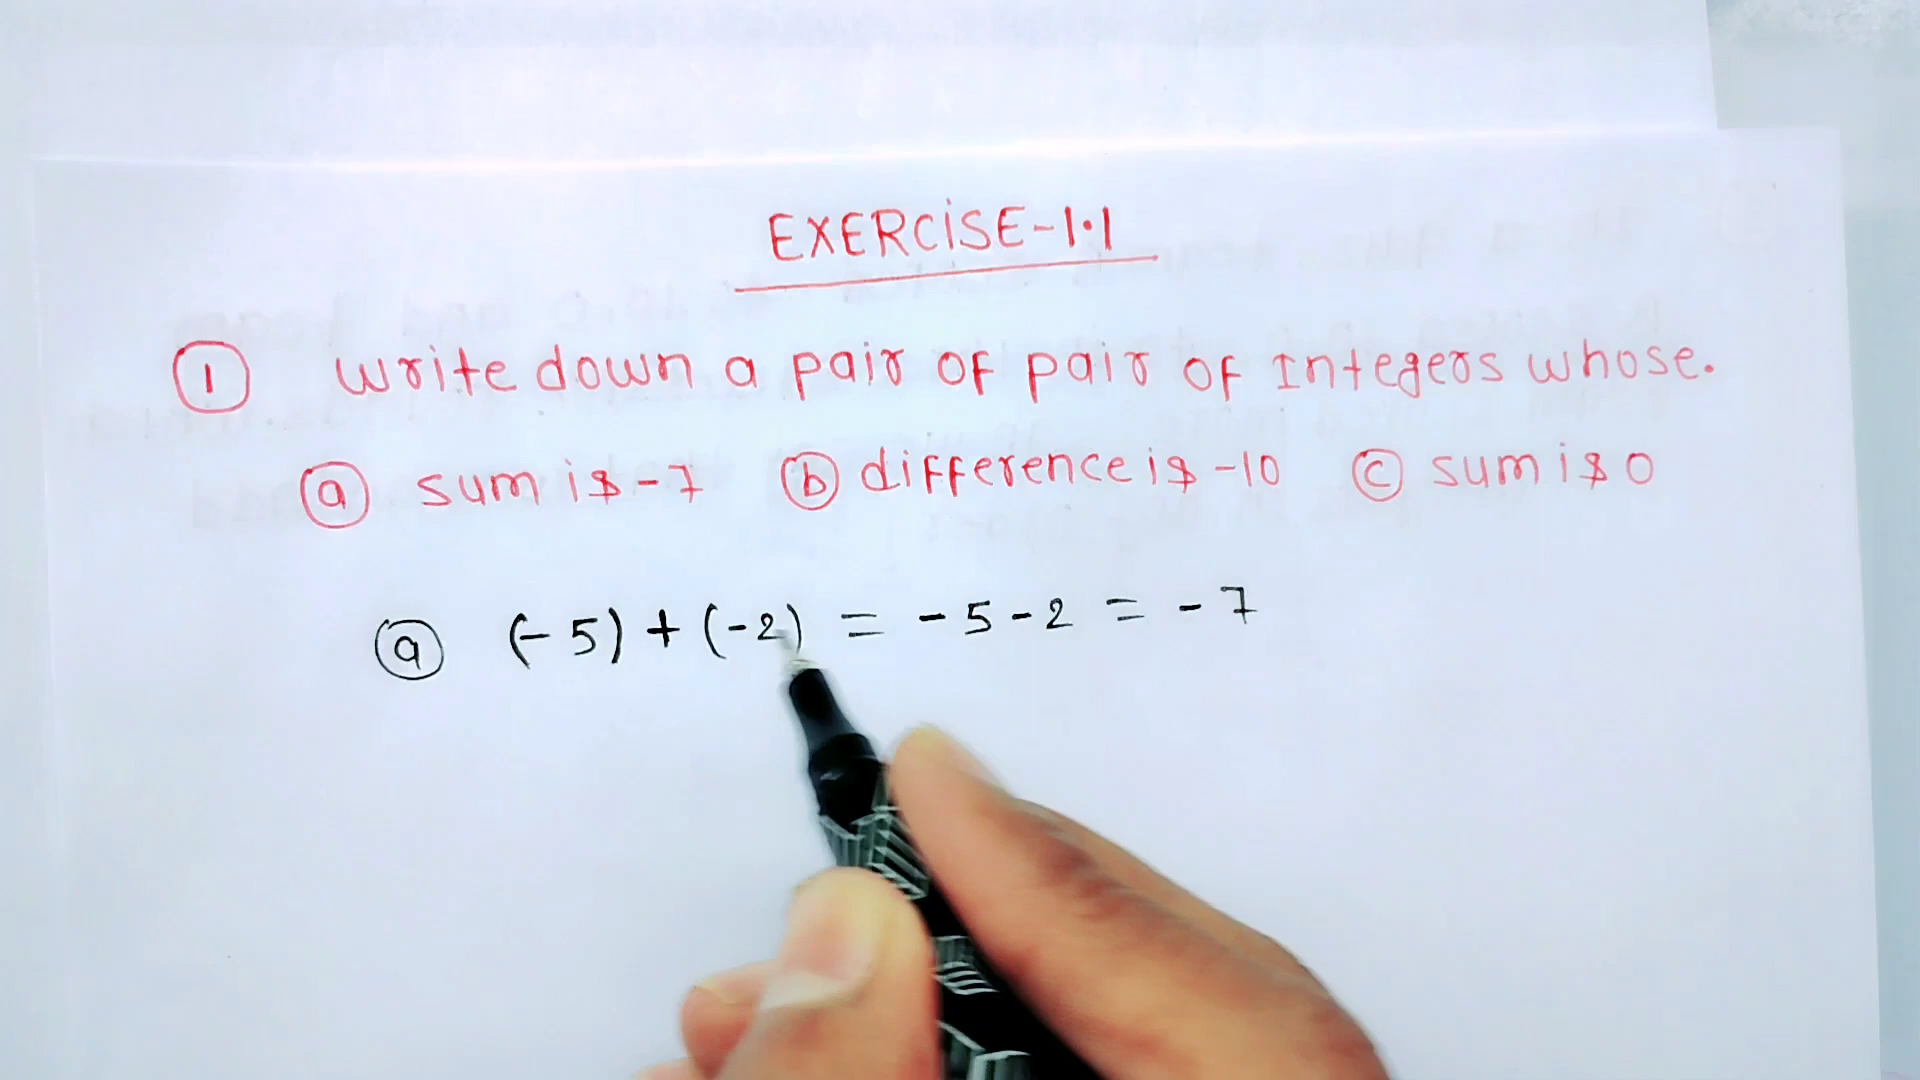 EXERCISE-1.1
① Write down a pair of pair of Integers whose.
ⓐ sum is -7 ⓑ difference is -10 ⓒ sum is 0
ⓐ (-5) + (-2) = -5-2 = -7